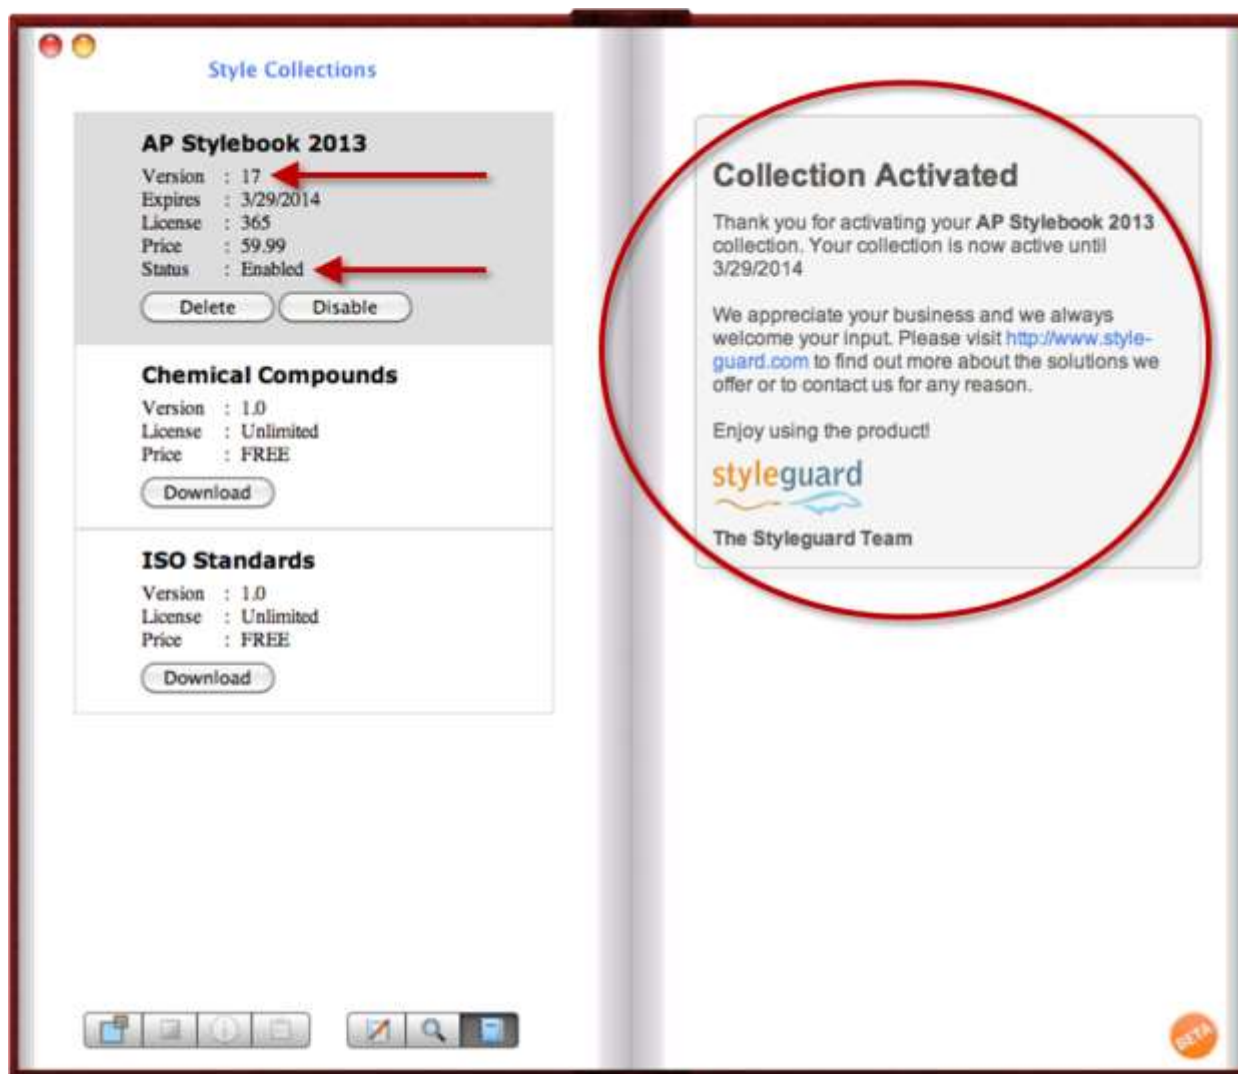 Style Collections
AP Stylebook 2013
Version : 17
Expires : 3/29/2014
License : 365
Price : 59.99
Status : Enabled
Delete Disable
Chemical Compounds
Version : 1.0
License : Unlimited
Price : FREE
Download
ISO Standards
Version : 1.0
License : Unlimited
Price : FREE
Download
Collection Activated
Thank you for activating your AP Stylebook 2013
collection. Your collection is now active until
3/29/2014
We appreciate your business and we always
welcome your input. Please visit http://www.style-
guard.com to find out more about the solutions we
offer or to contact us for any reason.
Enjoy using the product!
styleguard
The Styleguard Team
BETA